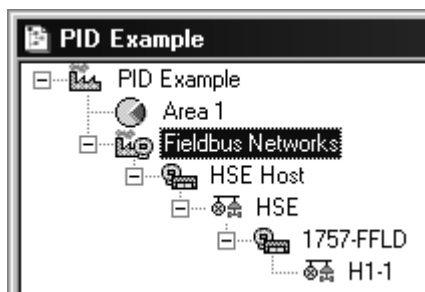 PID Example
PID Example
Area 1
Fieldbus Networks
HSE Host
HSE
1757-FFLD
H1-1